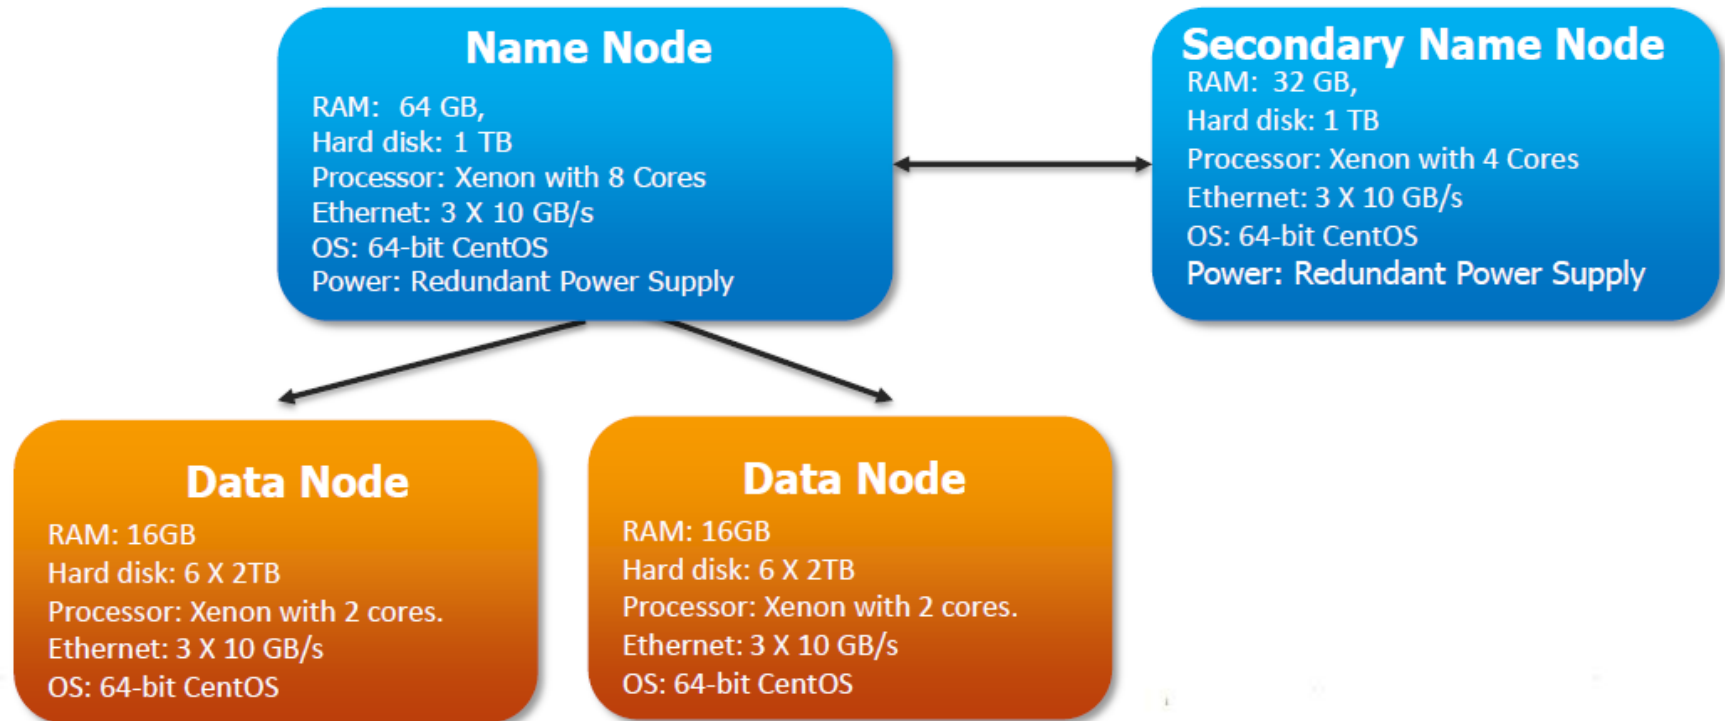 Name Node
RAM:  64 GB,
Hard disk: 1 TB
Processor: Xenon with 8 Cores
Ethernet: 3 X 10 GB/s
OS: 64-bit CentOS
Power: Redundant Power Supply
Secondary Name Node
RAM:  32 GB,
Hard disk: 1 TB
Processor: Xenon with 4 Cores
Ethernet: 3 X 10 GB/s
OS: 64-bit CentOS
Power: Redundant Power Supply
Data Node
RAM: 16GB
Hard disk: 6 X 2TB
Processor: Xenon with 2 cores.
Ethernet: 3 X 10 GB/s
OS: 64-bit CentOS
Data Node
RAM: 16GB
Hard disk: 6 X 2TB
Processor: Xenon with 2 cores.
Ethernet: 3 X 10 GB/s
OS: 64-bit CentOS